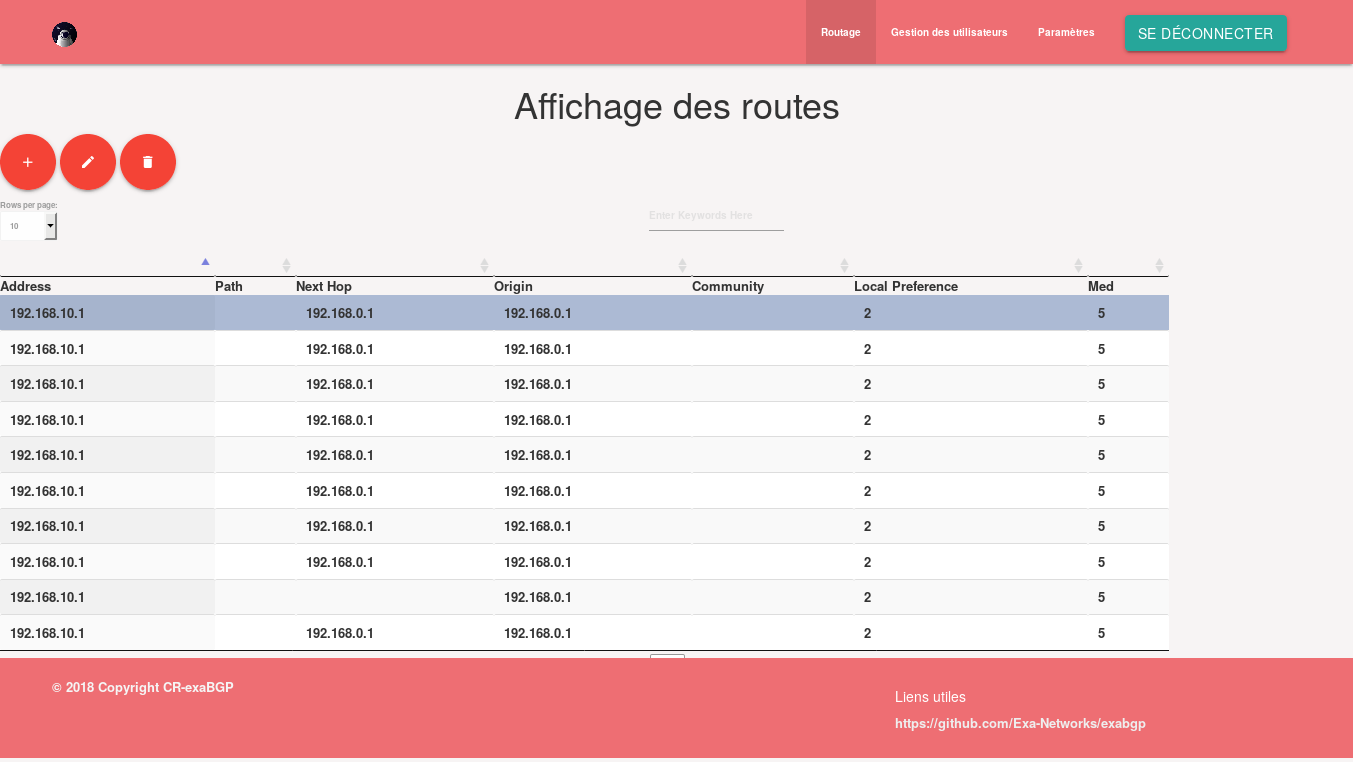 Routage Gestion des utilisateurs Paramètres SE DÉCONNECTER
Affichage des routes
Rows per page:
10
Enter Keywords Here
Address Path Next Hop Origin Community Local Preference Med
192.168.10.1 192.168.0.1 192.168.0.1 2 5
192.168.10.1 192.168.0.1 192.168.0.1 2 5
192.168.10.1 192.168.0.1 192.168.0.1 2 5
192.168.10.1 192.168.0.1 192.168.0.1 2 5
192.168.10.1 192.168.0.1 192.168.0.1 2 5
192.168.10.1 192.168.0.1 192.168.0.1 2 5
192.168.10.1 192.168.0.1 192.168.0.1 2 5
192.168.10.1 192.168.0.1 192.168.0.1 2 5
192.168.10.1 192.168.0.1 2 5
192.168.10.1 192.168.0.1 192.168.0.1 2 5
© 2018 Copyright CR-exaBGP
Liens utiles
https://github.com/Exa-Networks/exabgp